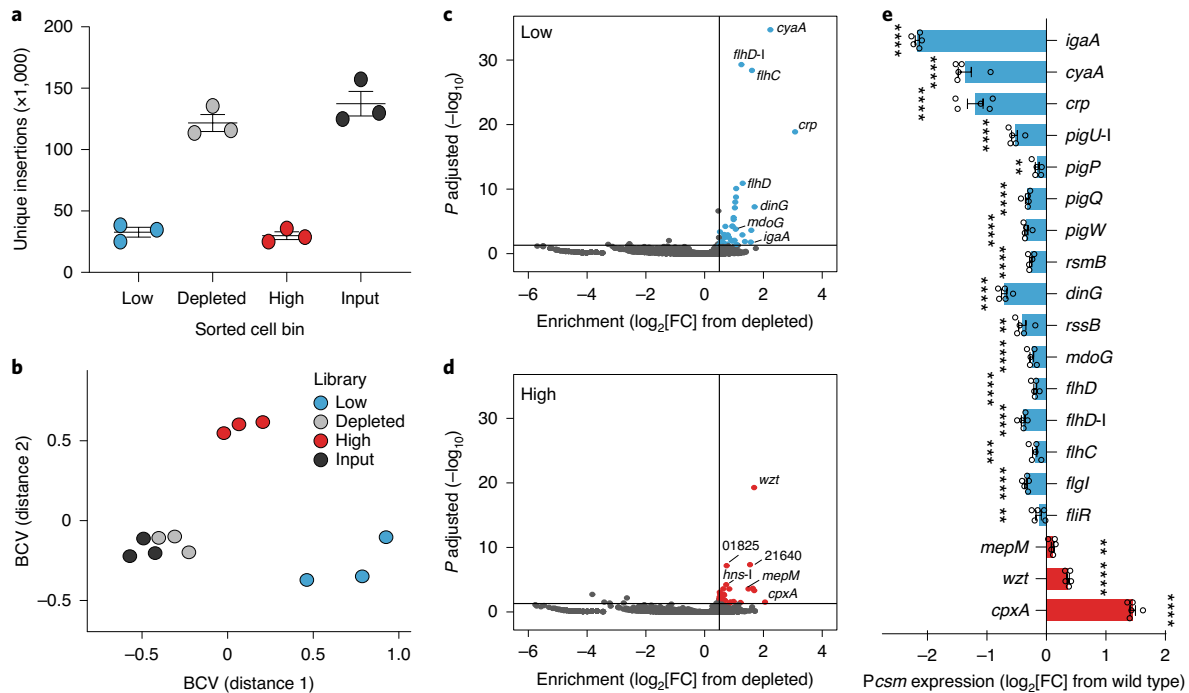 a
Unique insertions (×1,000)
200
150
100
50
0
Low
Depleted
High
Input
Sorted cell bin
b
BCV (distance 2)
0.5
0
−0.5
Library
Low
Depleted
High
Input
−0.5
0
0.5
1.0
BCV (distance 1)
c
Low
P adjusted (−log10)
30
20
10
0
cyaA
flhD-I
flhC
crp
flhD
dinG
mdoG
igaA
−6
−4
−2
0
2
4
Enrichment (log2[FC] from depleted)
d
High
P adjusted (−log10)
30
20
10
0
wzt
01825
21640
hns-I
mepM
cpxA
−6
−4
−2
0
2
4
Enrichment (log2[FC] from depleted)
e
**** igaA
**** cyaA
**** crp
**** pigU-I
** pigP
**** pigQ
**** pigW
**** rsmB
**** dinG
** rssB
**** mdoG
**** flhD
**** flhD-I
*** flhC
**** flgI
** fliR
mepM **
wzt ****
cpxA ****
−2
−1
0
1
2
Pcsm expression (log2[FC] from wild type)